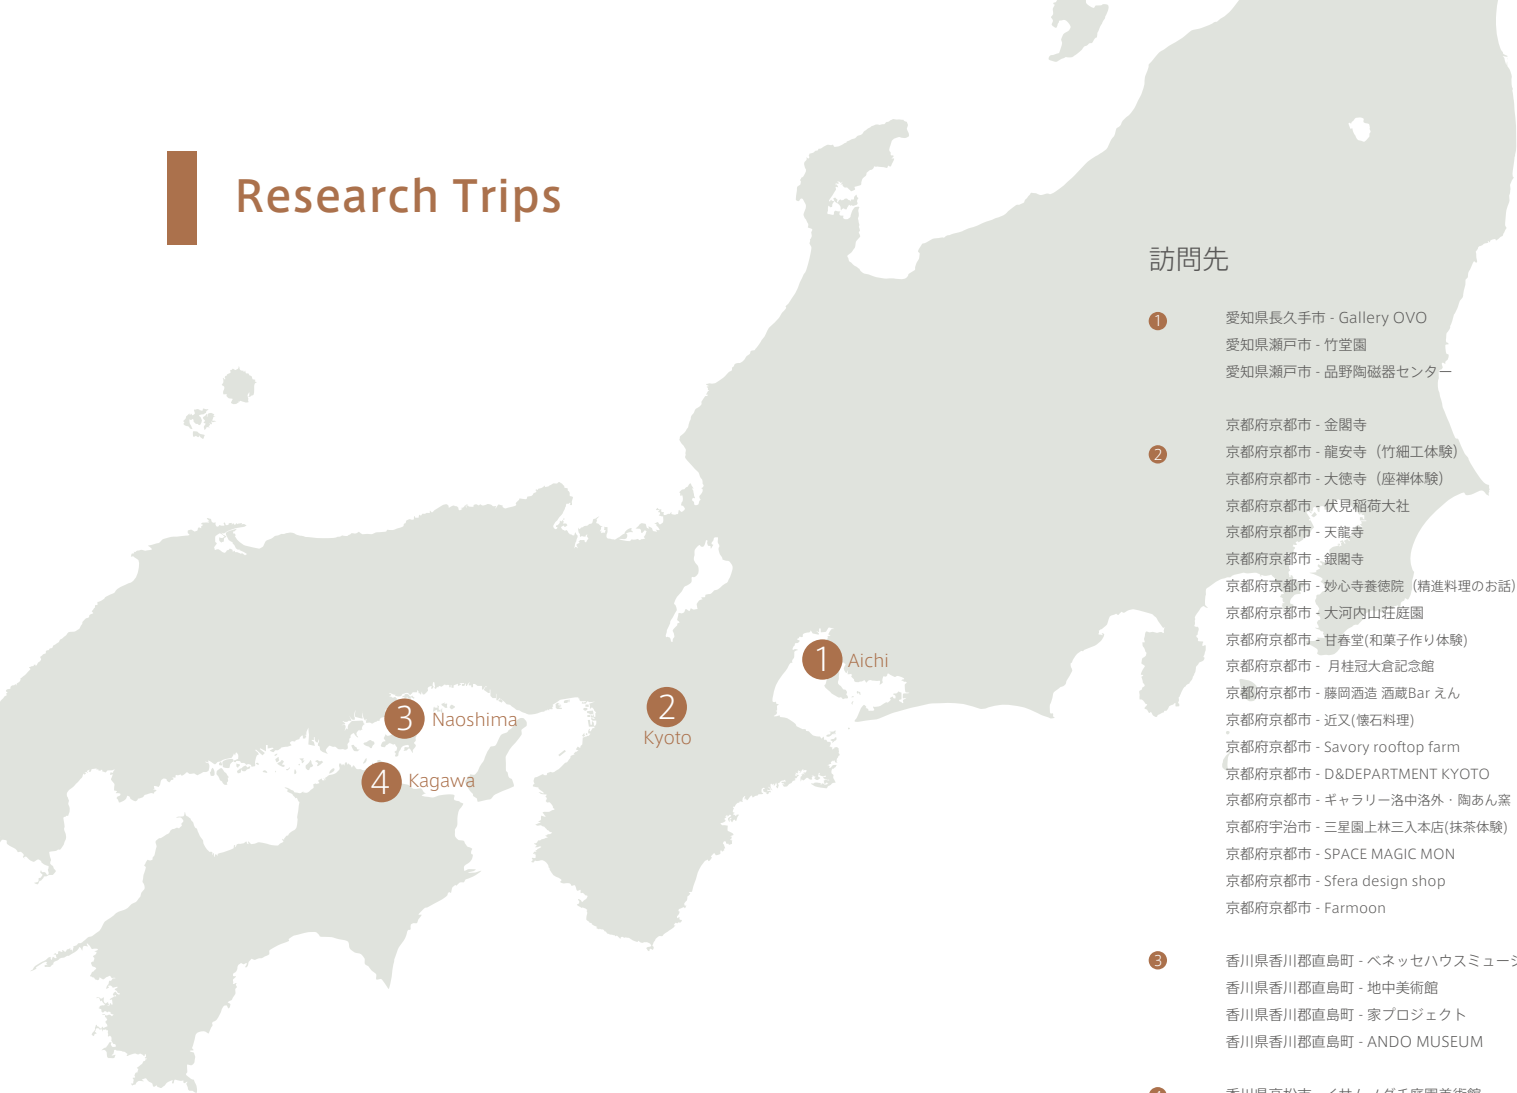 Research Trips
訪問先
1 愛知県長久手市 - Gallery OVO
愛知県瀬戸市 - 竹堂園
愛知県瀬戸市 - 品野陶磁器センター
京都府京都市 - 金閣寺
2 京都府京都市 - 龍安寺（竹細工体験）
京都府京都市 - 大徳寺（座禅体験）
京都府京都市 - 伏見稲荷大社
京都府京都市 - 天龍寺
京都府京都市 - 銀閣寺
京都府京都市 - 妙心寺養徳院（精進料理のお話）
京都府京都市 - 大河内山荘庭園
京都府京都市 - 甘春堂(和菓子作り体験)
京都府京都市 - 月桂冠大倉記念館
京都府京都市 - 藤岡酒造 酒蔵Bar えん
京都府京都市 - 近又(懐石料理)
京都府京都市 - Savory rooftop farm
京都府京都市 - D&DEPARTMENT KYOTO
京都府京都市 - ギャラリー洛中洛外・陶あん窯
京都府宇治市 - 三星園上林三入本店(抹茶体験)
京都府京都市 - SPACE MAGIC MON
京都府京都市 - Sfera design shop
京都府京都市 - Farmoon
3 香川県香川郡直島町 - ベネッセハウスミュージ
香川県香川郡直島町 - 地中美術館
香川県香川郡直島町 - 家プロジェクト
香川県香川郡直島町 - ANDO MUSEUM
香川県高松市 - イサム ノグチ庭園美術館
1 Aichi
2
Kyoto
3 Naoshima
4 Kagawa